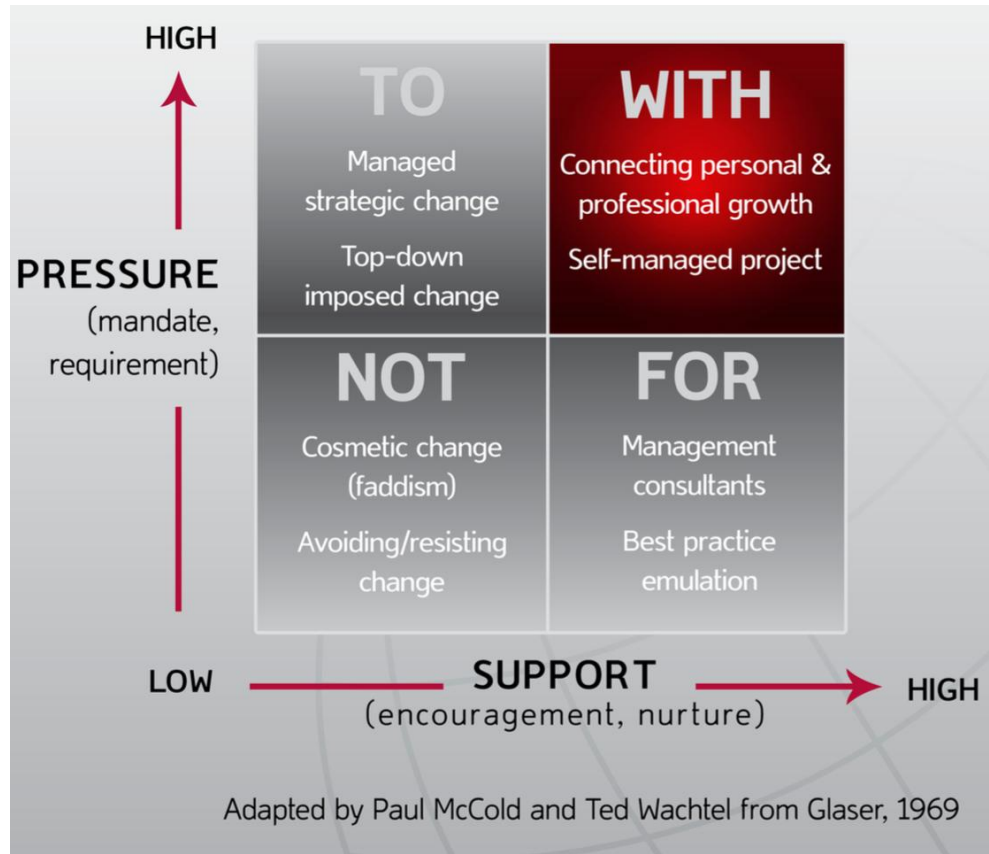 HIGH
TO
Managed
strategic change
Top-down
imposed change
WITH
Connecting personal &
professional growth
Self-managed project
PRESSURE
(mandate,
requirement)
NOT
Cosmetic change
(faddism)
Avoiding/resisting
change
FOR
Management
consultants
Best practice
emulation
LOW
SUPPORT
(encouragement, nurture)
HIGH
Adapted by Paul McCold and Ted Wachtel from Glaser, 1969